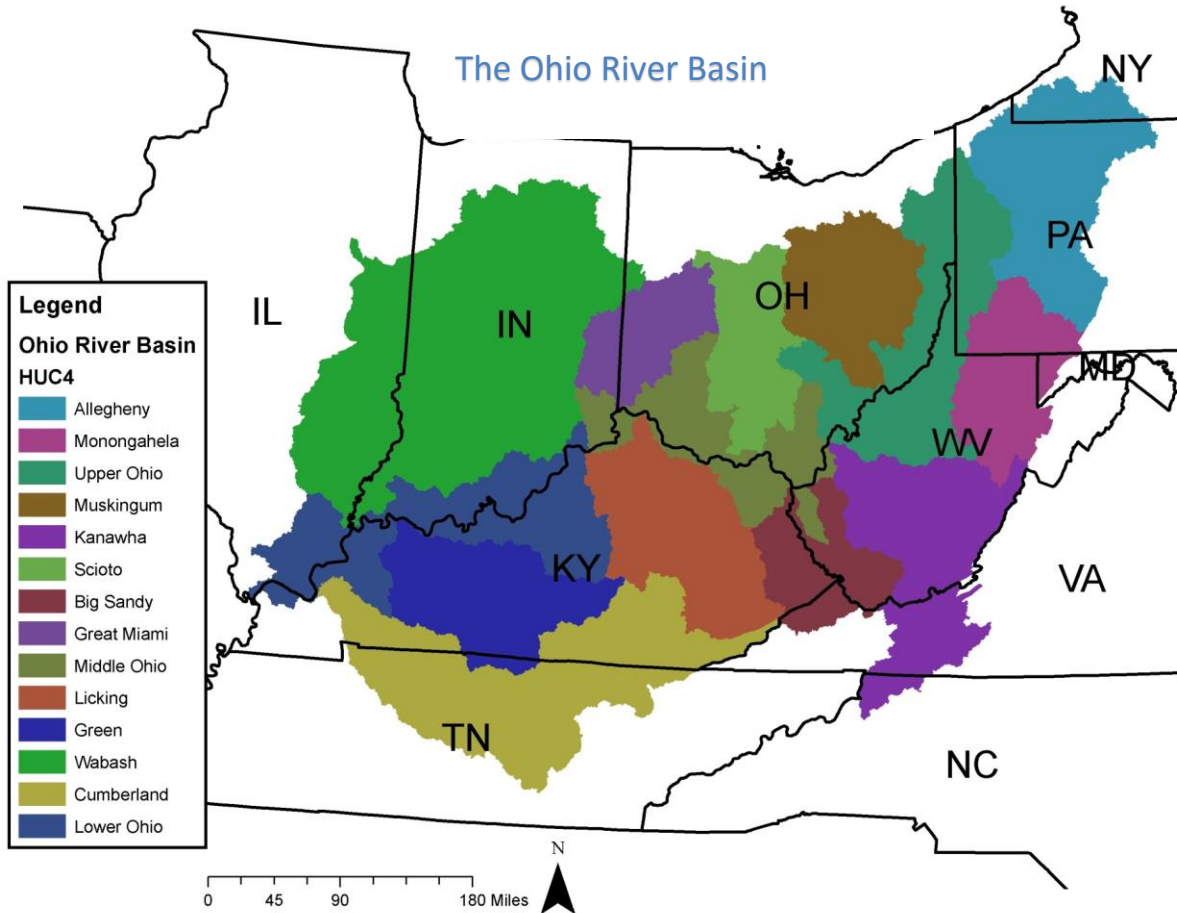 The Ohio River Basin
NY
PA
OH
IL
IN
MD
WV
KY
VA
TN
NC
Legend
Ohio River Basin
HUC4
Allegheny
Monongahela
Upper Ohio
Muskingum
Kanawha
Scioto
Big Sandy
Great Miami
Middle Ohio
Licking
Green
Wabash
Cumberland
Lower Ohio
N
0 45 90 180 Miles